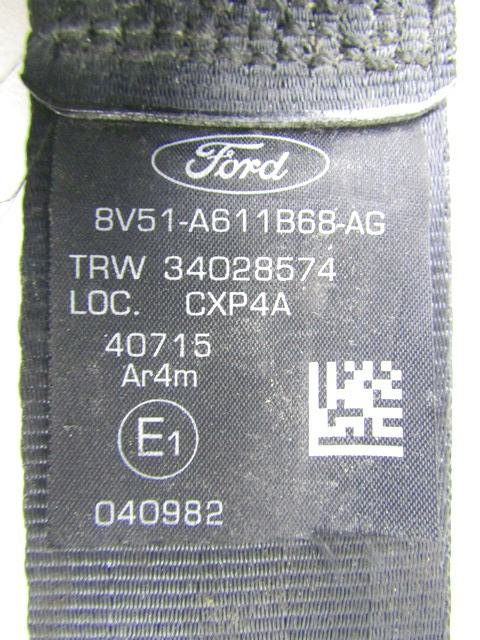 Ford
8V51-A611B68-AG
TRW 34028574
LOC. CXP4A
40715
Ar4m
E1
040982